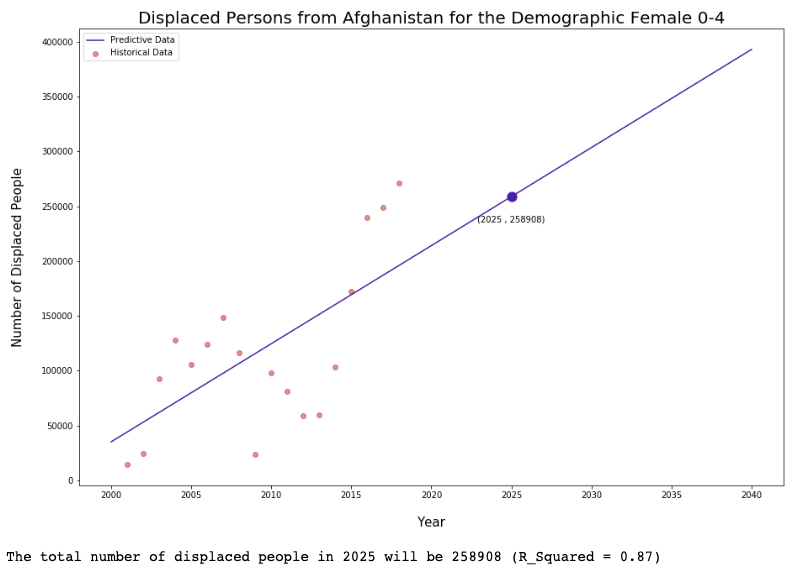 Displaced Persons from Afghanistan for the Demographic Female 0-4
Predictive Data
Historical Data
400000
350000
300000
250000
200000
150000
100000
50000
0
Number of Displaced People
(2025 , 258908)
2000 2005 2010 2015 2020 2025 2030 2035 2040
Year
The total number of displaced people in 2025 will be 258908 (R_Squared = 0.87)